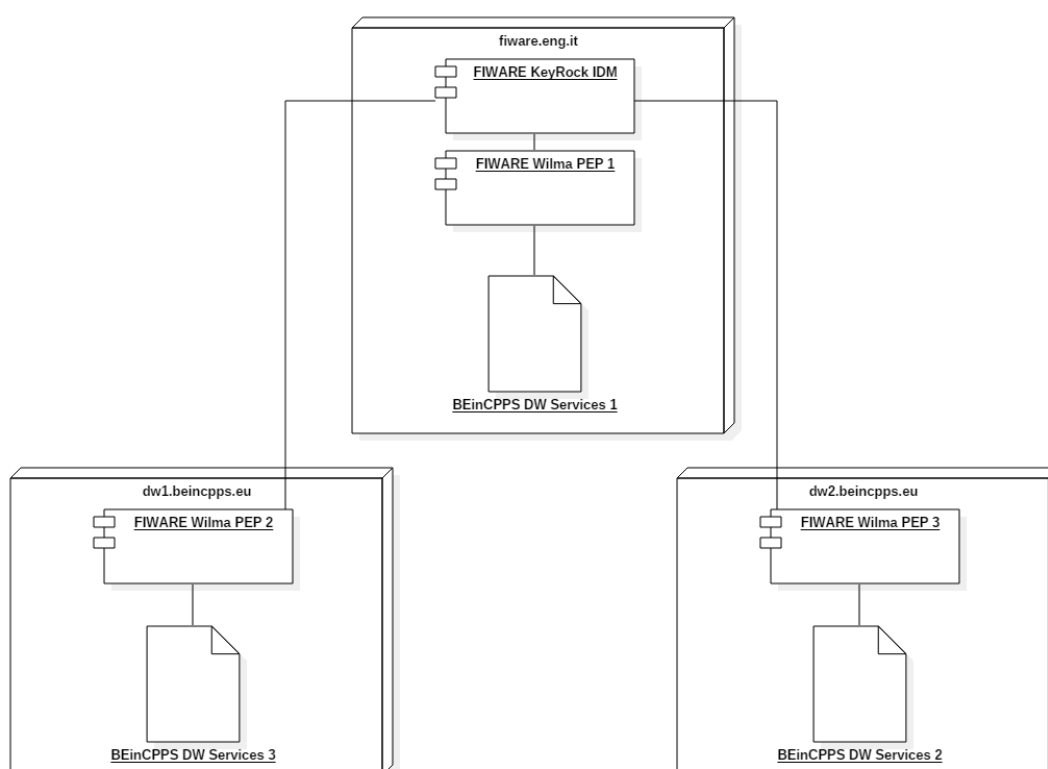 fiware.eng.it
FIWARE KeyRock IDM
FIWARE Wilma PEP 1
BEinCPPS DW Services 1
dw1.beincpps.eu
FIWARE Wilma PEP 2
BEinCPPS DW Services 3
dw2.beincpps.eu
FIWARE Wilma PEP 3
BEinCPPS DW Services 2